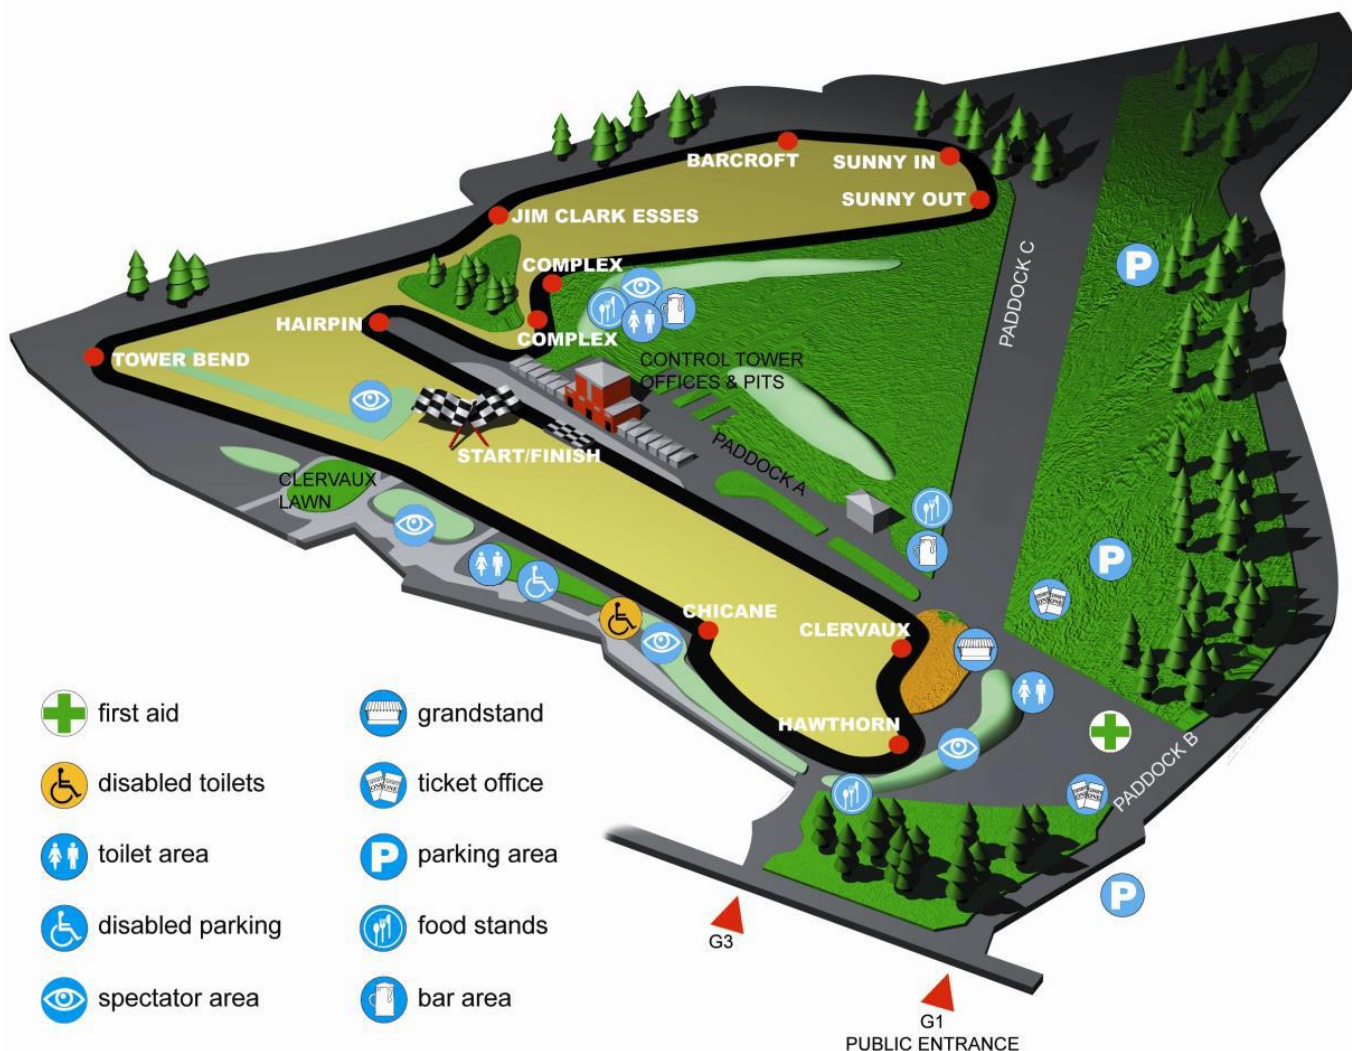 BARCROFT
SUNNY IN
SUNNY OUT
JIM CLARK ESSES
COMPLEX
PADDOCK C
P
HAIRPIN
COMPLEX
TOWER BEND
CONTROL TOWER
OFFICES & PITS
START/FINISH
PADDOCK A
CLERVAUX
LAWN
P
CHICANE
CLERVAUX
HAWTHORN
PADDOCK B
P
first aid
disabled toilets
toilet area
disabled parking
spectator area
grandstand
ticket office
P
parking area
food stands
bar area
G3
G1
PUBLIC ENTRANCE